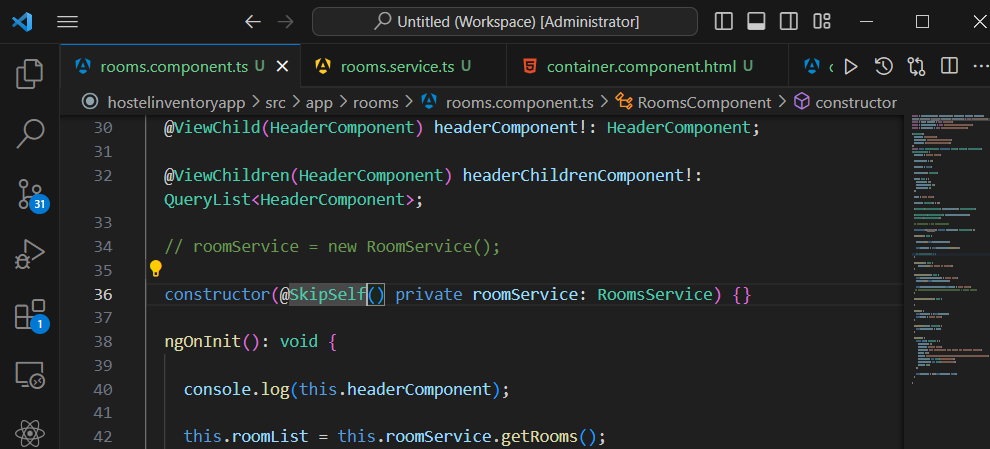 Untitled (Workspace) [Administrator]
rooms.component.ts U
rooms.service.ts U
container.component.html U
hostelinventoryapp > src > app > rooms > rooms.component.ts > RoomsComponent > constructor
30 @ViewChild(HeaderComponent) headerComponent!: HeaderComponent;
31
32 @ViewChildren(HeaderComponent) headerChildrenComponent!:
QueryList<HeaderComponent>;
33
34 // roomService = new RoomService();
35
36 constructor(@SkipSelf() private roomService: RoomsService) {}
37
38 ngOnInit(): void {
39
40 console.log(this.headerComponent);
41
42 this.roomList = this.roomService.getRooms();
31
1